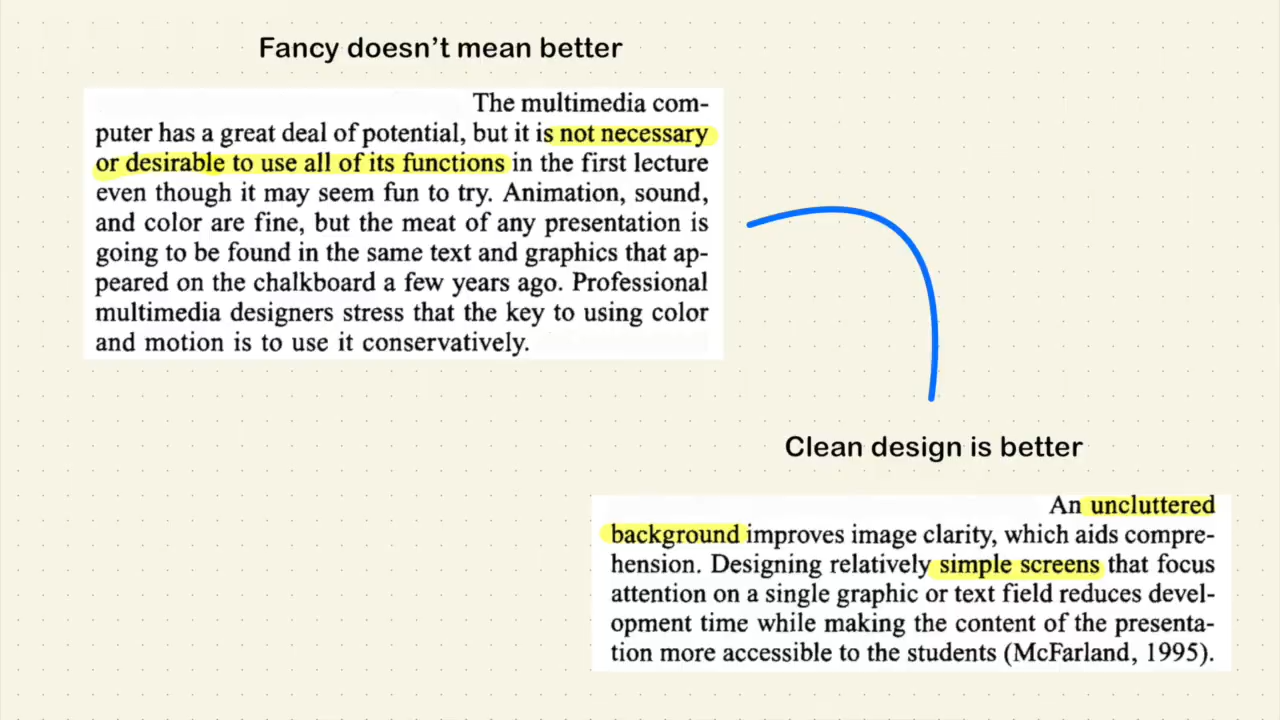 Fancy doesn’t mean better
The multimedia com-
puter has a great deal of potential, but it is not necessary
or desirable to use all of its functions in the first lecture
even though it may seem fun to try. Animation, sound,
and color are fine, but the meat of any presentation is
going to be found in the same text and graphics that ap-
peared on the chalkboard a few years ago. Professional
multimedia designers stress that the key to using color
and motion is to use it conservatively.
Clean design is better
An uncluttered
background improves image clarity, which aids compre-
hension. Designing relatively simple screens that focus
attention on a single graphic or text field reduces devel-
opment time while making the content of the presenta-
tion more accessible to the students (McFarland, 1995).